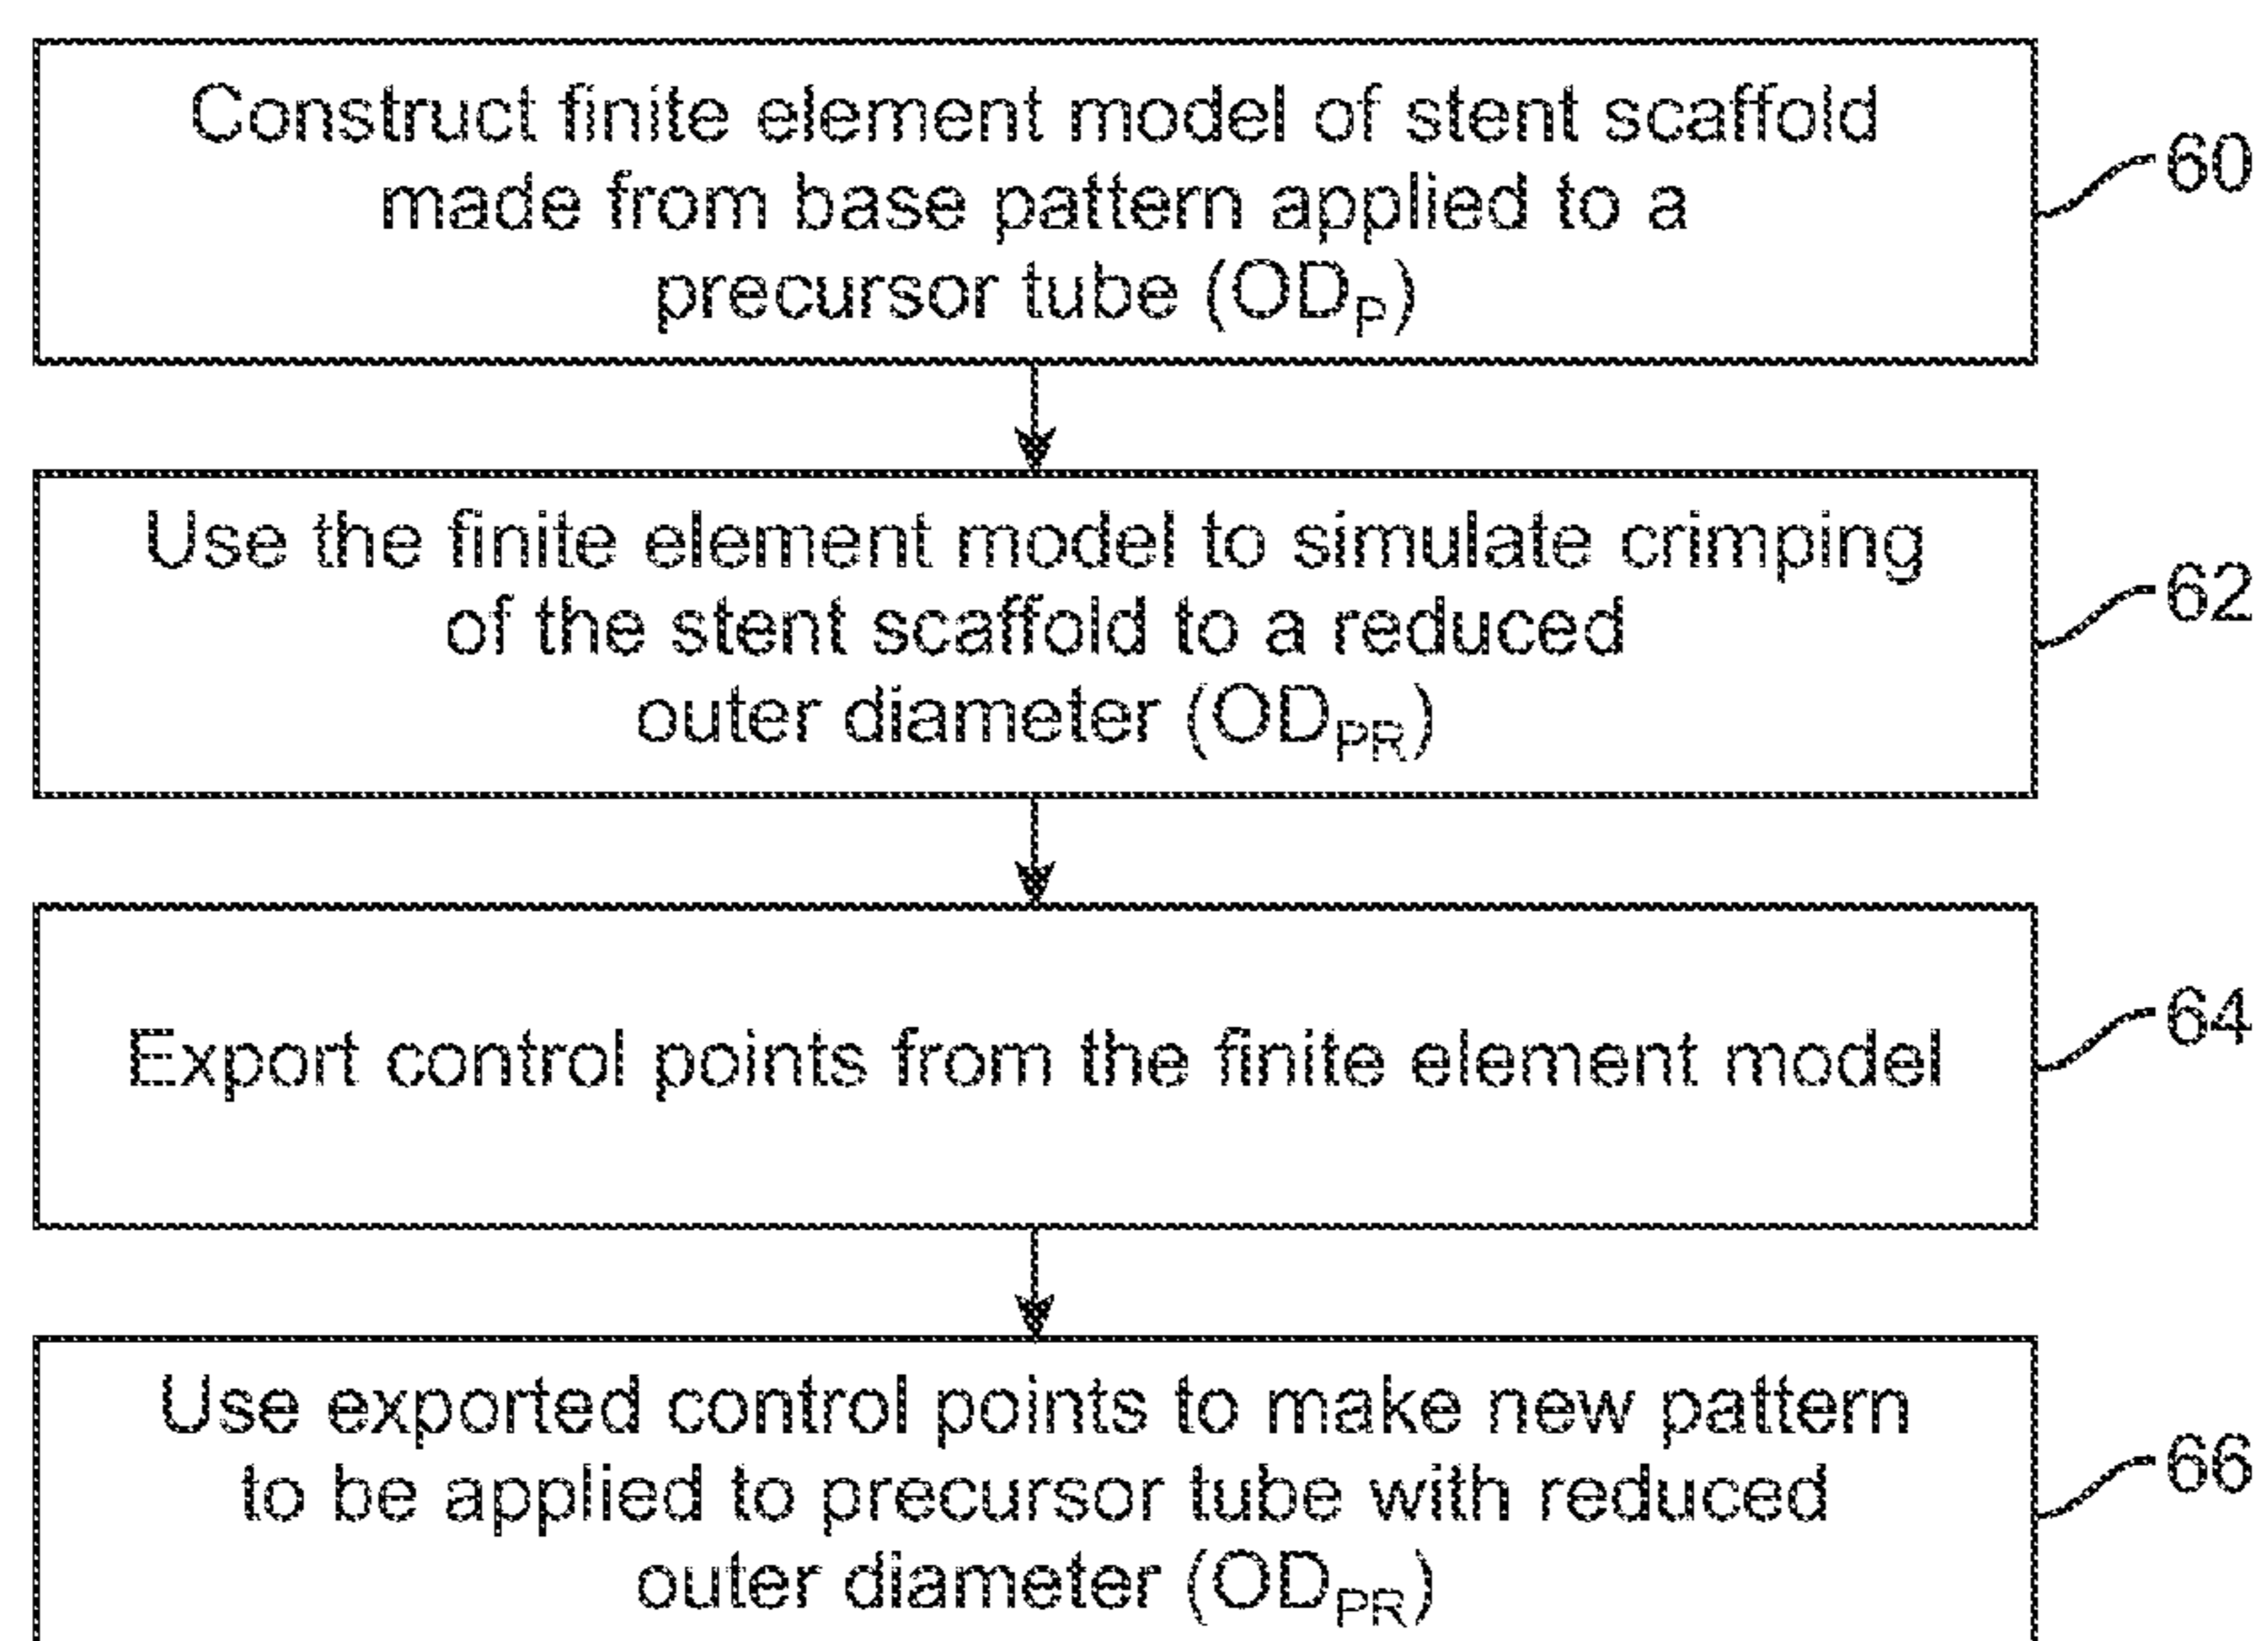 Construct finite element model of stent scaffold
made from base pattern applied to a
precursor tube (OD_P)
60
Use the finite element model to simulate crimping
of the stent scaffold to a reduced
outer diameter (OD_PR)
62
Export control points from the finite element model
64
Use exported control points to make new pattern
to be applied to precursor tube with reduced
outer diameter (OD_PR)
66